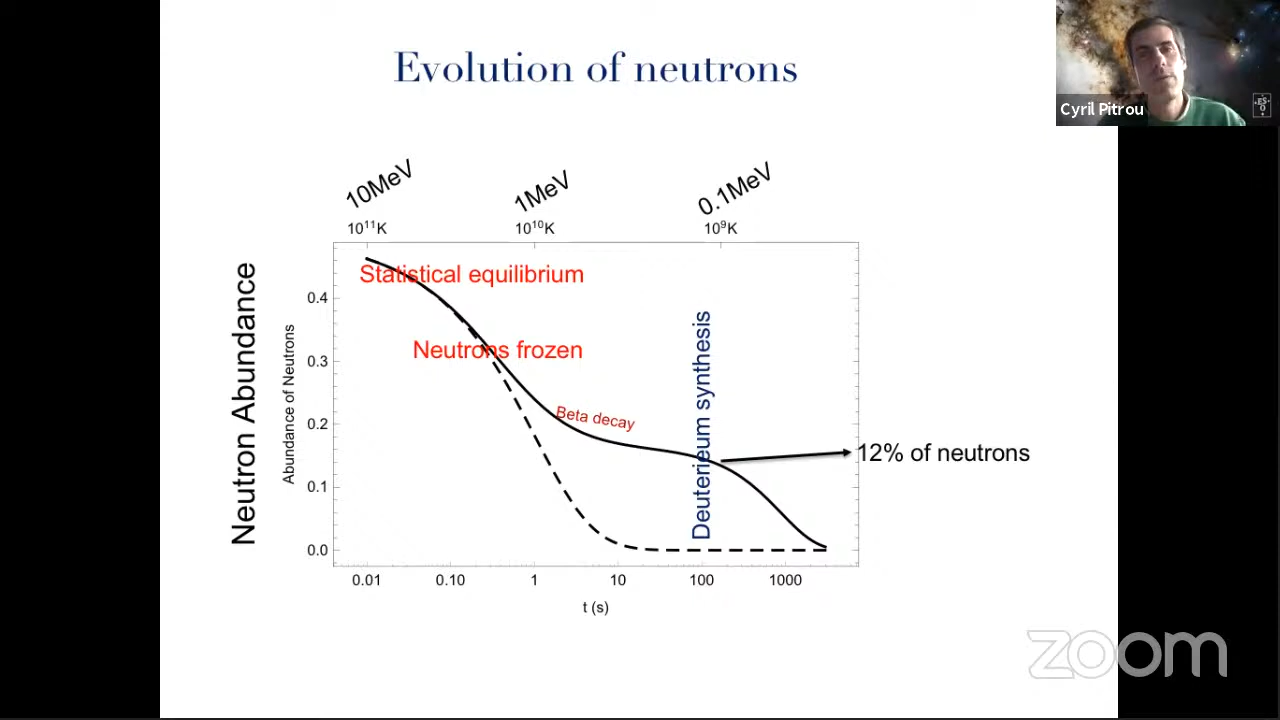 Evolution of neutrons
Cyril Pitrou
10MeV
1MeV
0.1MeV
10¹¹K
10¹⁰K
10⁹K
Neutron Abundance
Abundance of Neutrons
0.4
0.3
0.2
0.1
0.0
Statistical equilibrium
Neutrons frozen
Beta decay
Deuterieum synthesis
12% of neutrons
0.01
0.10
1
10
100
1000
t (s)
zoom